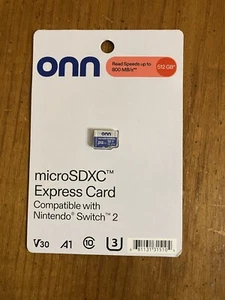 onn
Read Speeds up to
800 MB/s**
512 GB*
microSDXC™
Express Card
Compatible with
Nintendo® Switch™ 2
V30 A1 10 U3